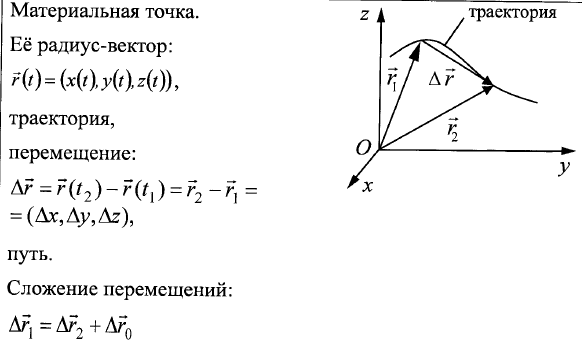 Материальная точка.
Её радиус-вектор:
r⃗(t) = (x(t), y(t), z(t)),
траектория,
перемещение:
Δr⃗ = r⃗(t₂) − r⃗(t₁) = r⃗₂ − r⃗₁ =
= (Δx, Δy, Δz),
путь.
Сложение перемещений:
Δr⃗₁ = Δr⃗₂ + Δr⃗₀
z
траектория
r⃗₁
Δr⃗
r⃗₂
O
y
x